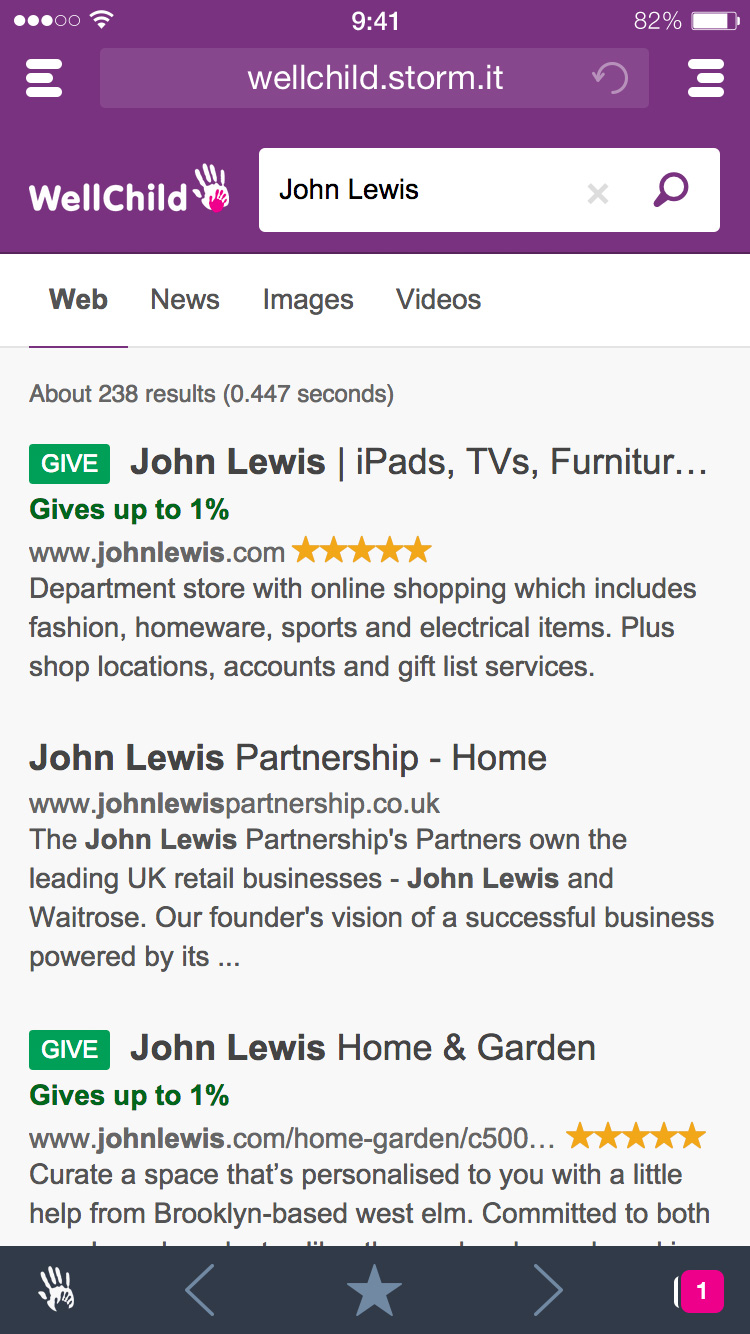 9:41
82%
wellchild.storm.it
WellChild
John Lewis
Web News Images Videos
About 238 results (0.447 seconds)
GIVE John Lewis | iPads, TVs, Furnitur...
Gives up to 1%
www.johnlewis.com
Department store with online shopping which includes
fashion, homeware, sports and electrical items. Plus
shop locations, accounts and gift list services.
John Lewis Partnership - Home
www.johnlewispartnership.co.uk
The John Lewis Partnership's Partners own the
leading UK retail businesses - John Lewis and
Waitrose. Our founder's vision of a successful business
powered by its ...
GIVE John Lewis Home & Garden
Gives up to 1%
www.johnlewis.com/home-garden/c500...
Curate a space that’s personalised to you with a little
help from Brooklyn-based west elm. Committed to both
1